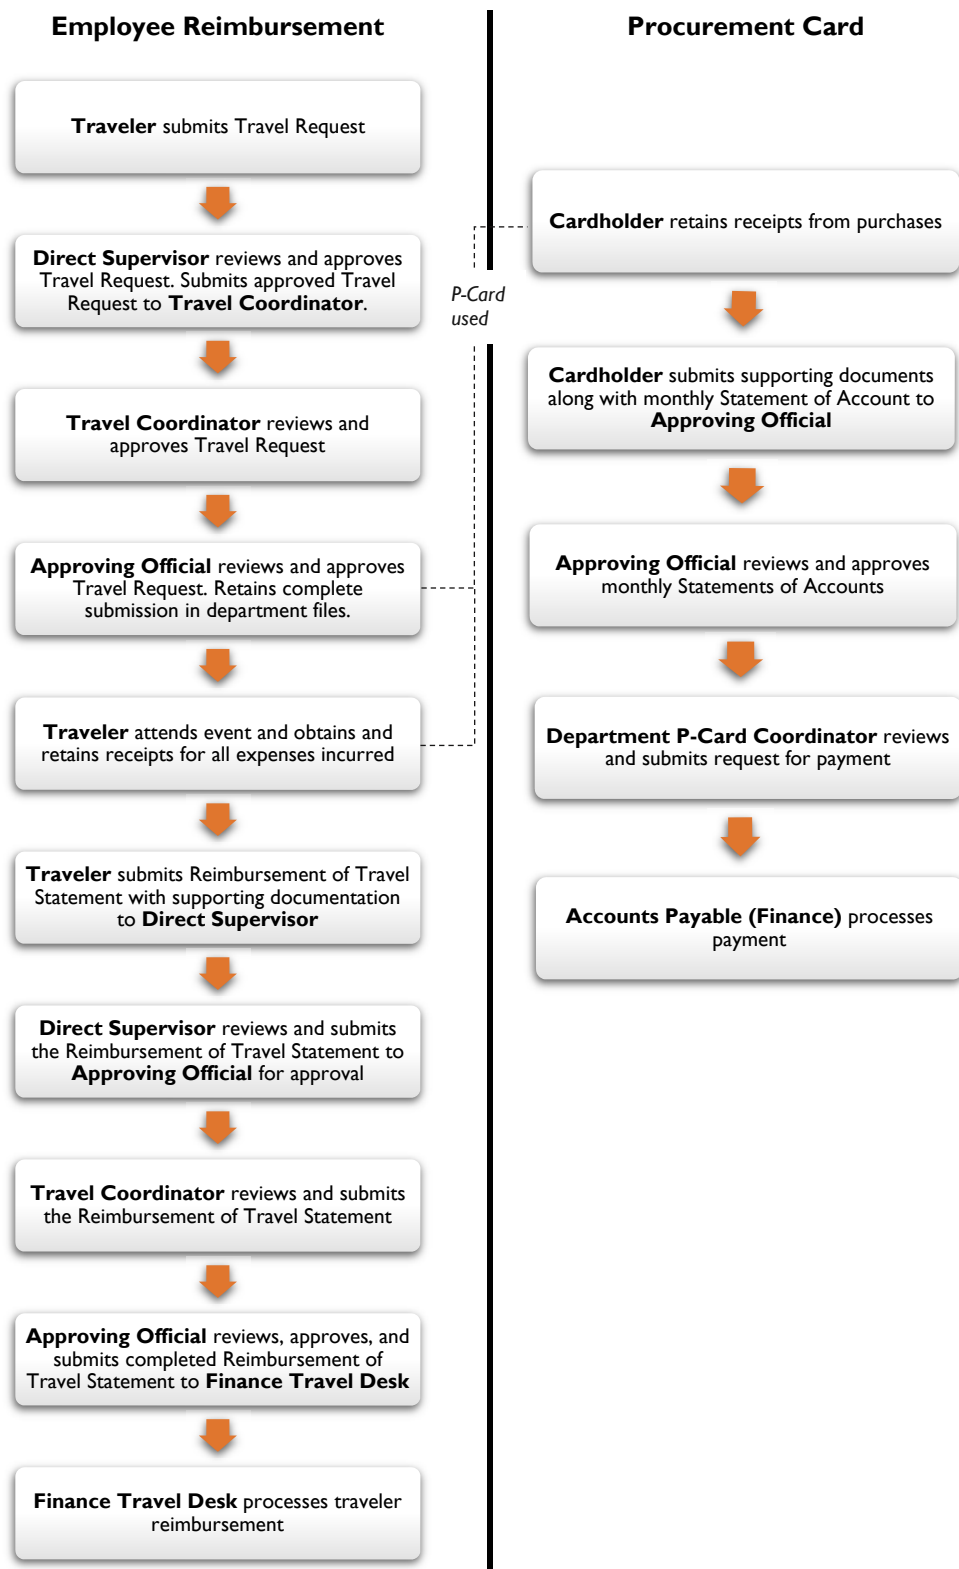 Employee Reimbursement
Traveler submits Travel Request
Direct Supervisor reviews and approves
Travel Request. Submits approved Travel
Request to Travel Coordinator.
Travel Coordinator reviews and
approves Travel Request
Approving Official reviews and approves
Travel Request. Retains complete
submission in department files.
Traveler attends event and obtains and
retains receipts for all expenses incurred
Traveler submits Reimbursement of Travel
Statement with supporting documentation
to Direct Supervisor
Direct Supervisor reviews and submits
the Reimbursement of Travel Statement to
Approving Official for approval
Travel Coordinator reviews and submits
the Reimbursement of Travel Statement
Approving Official reviews, approves, and
submits completed Reimbursement of
Travel Statement to Finance Travel Desk
Finance Travel Desk processes traveler
reimbursement
P-Card
used
Procurement Card
Cardholder retains receipts from purchases
Cardholder submits supporting documents
along with monthly Statement of Account to
Approving Official
Approving Official reviews and approves
monthly Statements of Accounts
Department P-Card Coordinator reviews
and submits request for payment
Accounts Payable (Finance) processes
payment